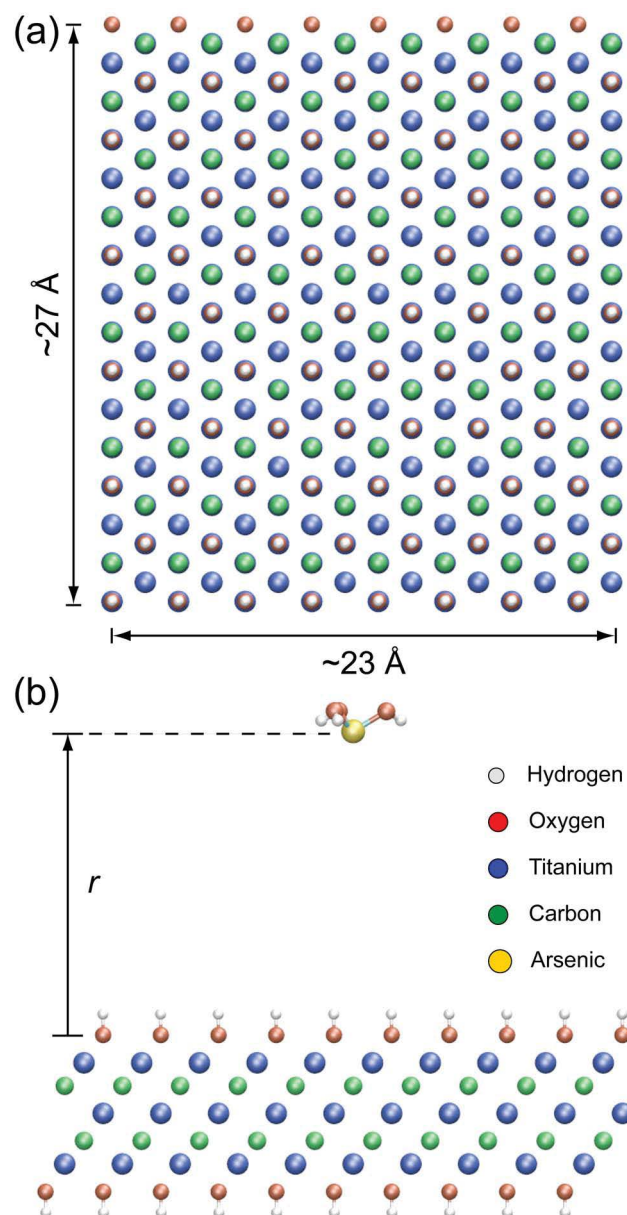 (a)
~27 Å
~23 Å
(b)
r
Hydrogen
Oxygen
Titanium
Carbon
Arsenic